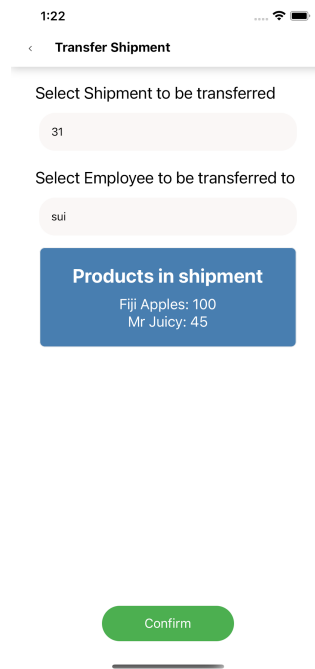 1:22
Transfer Shipment
Select Shipment to be transferred
31
Select Employee to be transferred to
sui
Products in shipment
Fiji Apples: 100
Mr Juicy: 45
Confirm